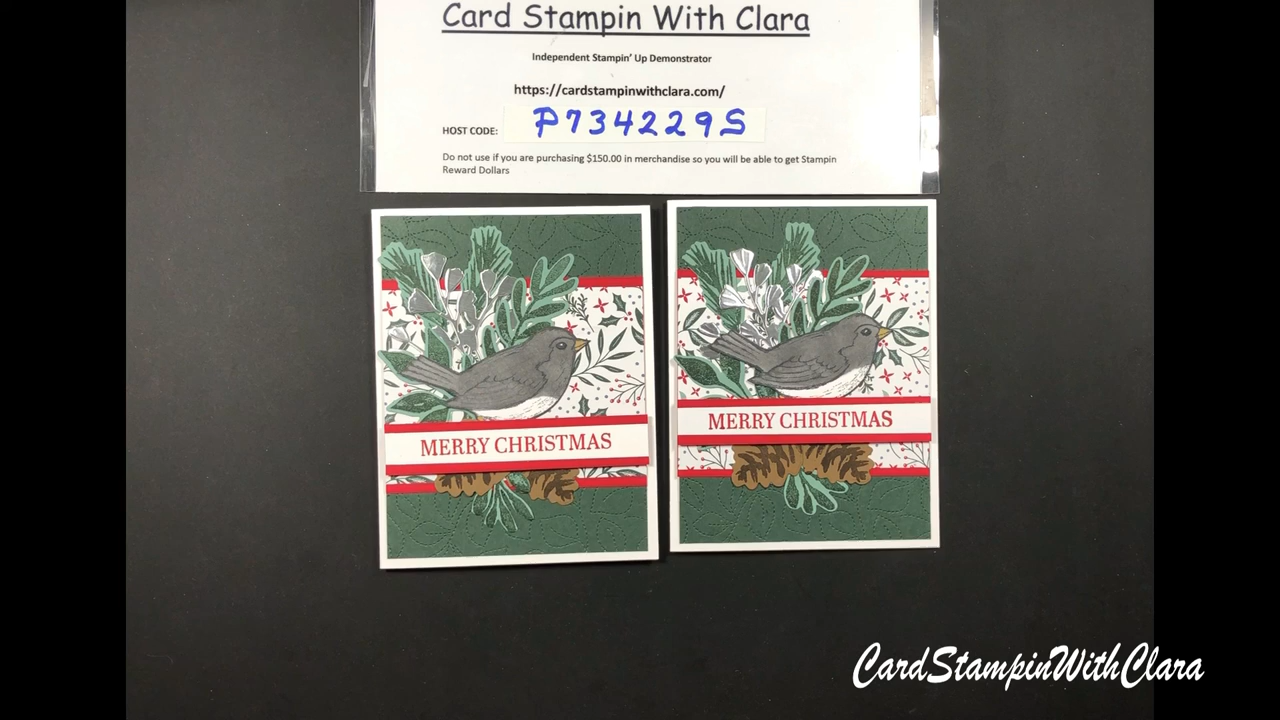 Card Stampin With Clara
Independent Stampin’ Up Demonstrator
https://cardstampinwithclara.com/
HOST CODE: P734229S
Do not use if you are purchasing $150.00 in merchandise so you will be able to get Stampin
Reward Dollars
MERRY CHRISTMAS
MERRY CHRISTMAS
CardStampinWithClara